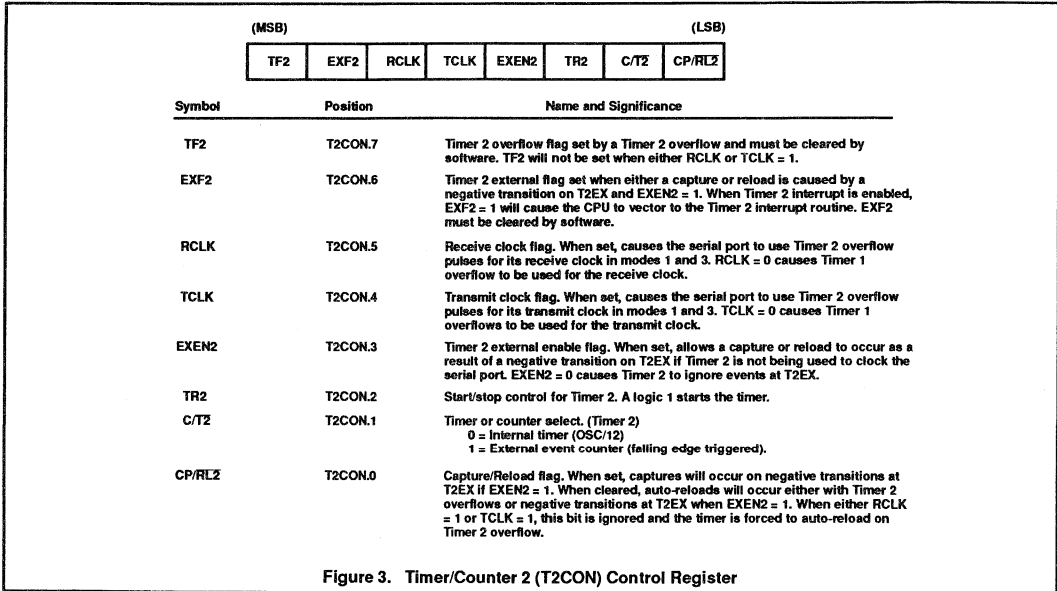 (MSB) (LSB)
TF2 EXF2 RCLK TCLK EXEN2 TR2 C/T̅2̅ CP/R̅L̅2̅
Symbol Position Name and Significance
TF2 T2CON.7 Timer 2 overflow flag set by a Timer 2 overflow and must be cleared by
software. TF2 will not be set when either RCLK or TCLK = 1.
EXF2 T2CON.6 Timer 2 external flag set when either a capture or reload is caused by a
negative transition on T2EX and EXEN2 = 1. When Timer 2 interrupt is enabled,
EXF2 = 1 will cause the CPU to vector to the Timer 2 interrupt routine. EXF2
must be cleared by software.
RCLK T2CON.5 Receive clock flag. When set, causes the serial port to use Timer 2 overflow
pulses for its receive clock in modes 1 and 3. RCLK = 0 causes Timer 1
overflow to be used for the receive clock.
TCLK T2CON.4 Transmit clock flag. When set, causes the serial port to use Timer 2 overflow
pulses for its transmit clock in modes 1 and 3. TCLK = 0 causes Timer 1
overflows to be used for the transmit clock.
EXEN2 T2CON.3 Timer 2 external enable flag. When set, allows a capture or reload to occur as a
result of a negative transition on T2EX if Timer 2 is not being used to clock the
serial port. EXEN2 = 0 causes Timer 2 to ignore events at T2EX.
TR2 T2CON.2 Start/stop control for Timer 2. A logic 1 starts the timer.
C/T̅2̅ T2CON.1 Timer or counter select. (Timer 2)
0 = Internal timer (OSC/12)
1 = External event counter (falling edge triggered).
CP/R̅L̅2̅ T2CON.0 Capture/Reload flag. When set, captures will occur on negative transitions at
T2EX if EXEN2 = 1. When cleared, auto-reloads will occur either with Timer 2
overflows or negative transitions at T2EX when EXEN2 = 1. When either RCLK
= 1 or TCLK = 1, this bit is ignored and the timer is forced to auto-reload on
Timer 2 overflow.
Figure 3. Timer/Counter 2 (T2CON) Control Register